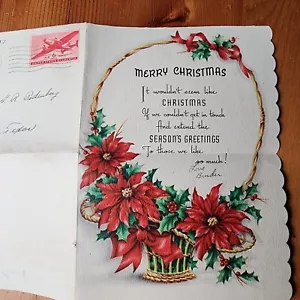 Texas
MERRY CHRISTMAS
It wouldn't seem like
CHRISTMAS
If we couldn't get in touch
And extend the
SEASON'S GREETINGS
To those we like
so much!
Love